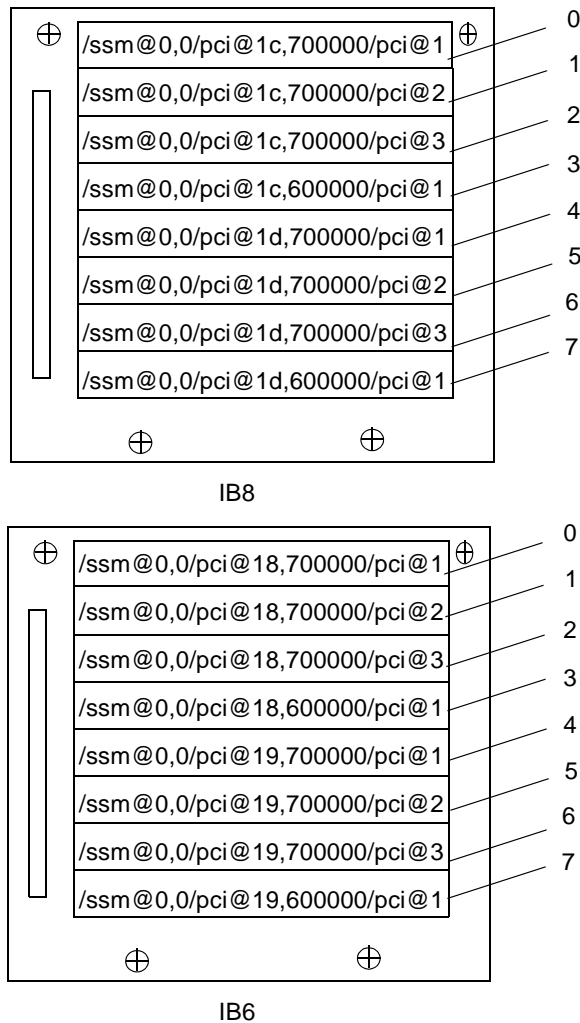 /ssm@0,0/pci@1c,700000/pci@1 0
/ssm@0,0/pci@1c,700000/pci@2 1
/ssm@0,0/pci@1c,700000/pci@3 2
/ssm@0,0/pci@1c,600000/pci@1 3
/ssm@0,0/pci@1d,700000/pci@1 4
/ssm@0,0/pci@1d,700000/pci@2 5
/ssm@0,0/pci@1d,700000/pci@3 6
/ssm@0,0/pci@1d,600000/pci@1 7
IB8
/ssm@0,0/pci@18,700000/pci@1 0
/ssm@0,0/pci@18,700000/pci@2 1
/ssm@0,0/pci@18,700000/pci@3 2
/ssm@0,0/pci@18,600000/pci@1 3
/ssm@0,0/pci@19,700000/pci@1 4
/ssm@0,0/pci@19,700000/pci@2 5
/ssm@0,0/pci@19,700000/pci@3 6
/ssm@0,0/pci@19,600000/pci@1 7
IB6